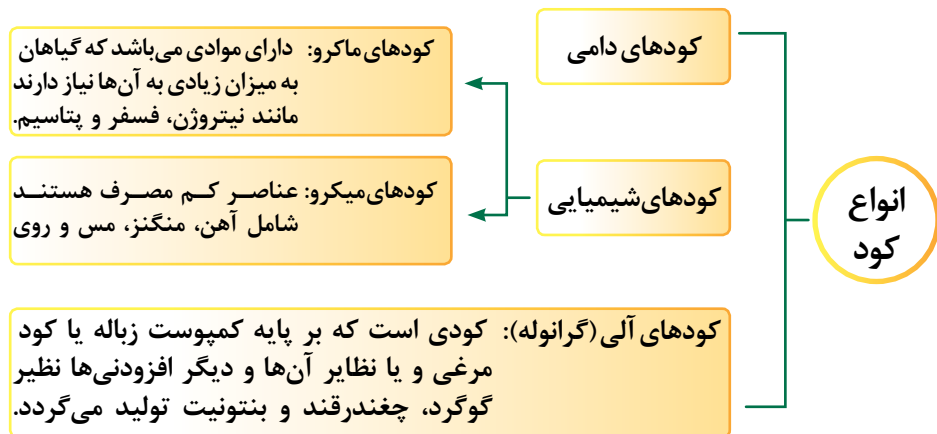 انواع
کود
کودهای دامی
کودهای شیمیایی
کودهای ماکرو: دارای موادی می‌باشد که گیاهان
به میزان زیادی به آن‌ها نیاز دارند
مانند نیتروژن، فسفر و پتاسیم.
کودهای میکرو: عناصر کم مصرف هستند
شامل آهن، منگنز، مس و روی
کودهای آلی (گرانوله): کودی است که بر پایه کمپوست زباله یا کود
مرغی و یا نظایر آن‌ها و دیگر افزودنی‌ها نظیر
گوگرد، چغندرقند و بنتونیت تولید می‌گردد.